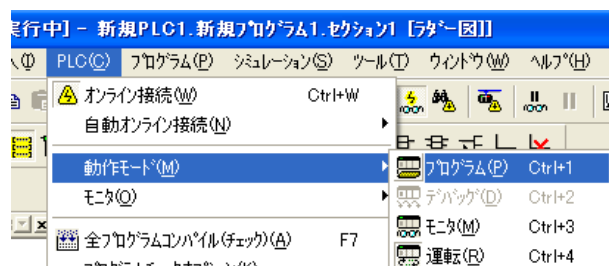 実行中] - 新規PLC1.新規ﾌﾟﾛｸﾞﾗﾑ1.ｾｸｼｮﾝ1 [ﾗﾀﾞｰ図]]
(I) PLC(C) ﾌﾟﾛｸﾞﾗﾑ(P) ｼﾐｭﾚｰｼｮﾝ(S) ﾂｰﾙ(T) ｳｨﾝﾄﾞｳ(W) ﾍﾙﾌﾟ(H)
ｵﾝﾗｲﾝ接続(W) Ctrl+W
自動ｵﾝﾗｲﾝ接続(N)
動作ﾓｰﾄﾞ(M)
ﾓﾆﾀ(O)
全ﾌﾟﾛｸﾞﾗﾑｺﾝﾊﾟｲﾙ(ﾁｪｯｸ)(A) F7
ﾌﾟﾛｸﾞﾗﾑ(P) Ctrl+1
ﾃﾞﾊﾞｯｸﾞ(D) Ctrl+2
ﾓﾆﾀ(M) Ctrl+3
運転(R) Ctrl+4